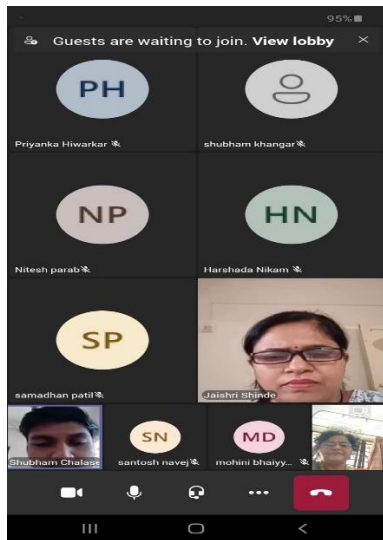 95%
Guests are waiting to join. View lobby
PH
Priyanka Hiwarkar
shubham khangar
NP
HN
Nitesh parab
Harshada Nikam
SP
samadhan patil
Jaishri Shinde
SN
MD
Shubham Chalase
santosh navej
mohini bhaiyy...